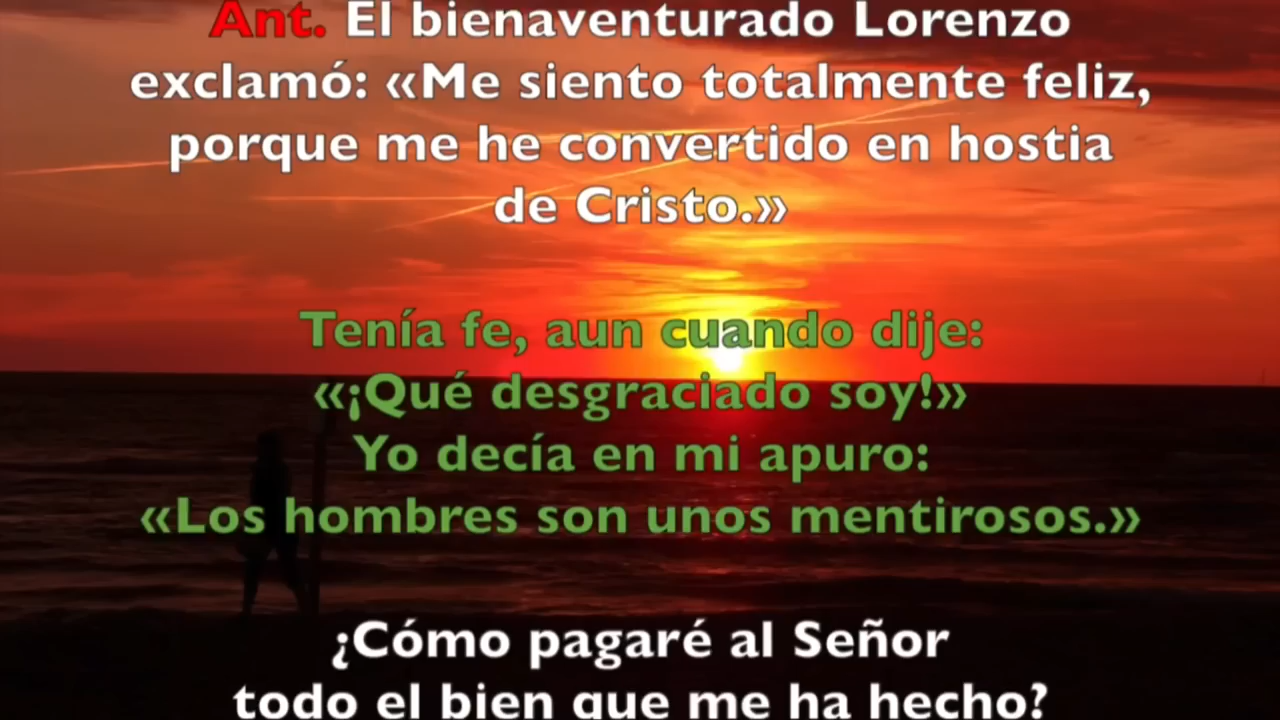 Ant. El bienaventurado Lorenzo
exclamó: «Me siento totalmente feliz,
porque me he convertido en hostia
de Cristo.»
Tenía fe, aun cuando dije:
«¡Qué desgraciado soy!»
Yo decía en mi apuro:
«Los hombres son unos mentirosos.»
¿Cómo pagaré al Señor
todo el bien que me ha hecho?